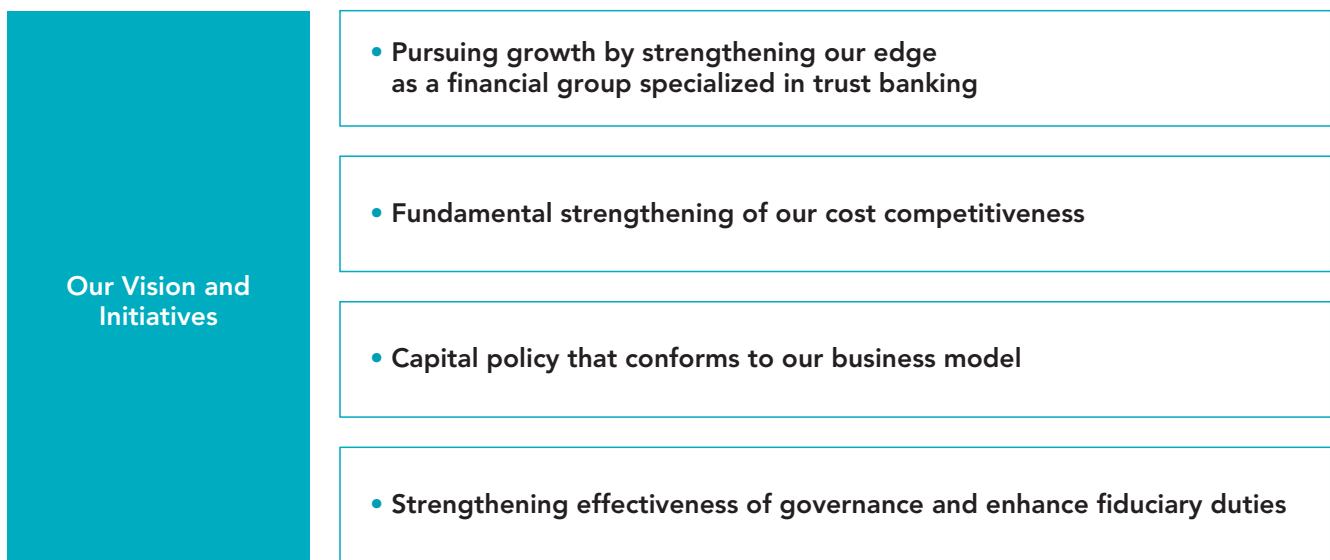 Our Vision and
Initiatives
• Pursuing growth by strengthening our edge
as a financial group specialized in trust banking
• Fundamental strengthening of our cost competitiveness
• Capital policy that conforms to our business model
• Strengthening effectiveness of governance and enhance fiduciary duties